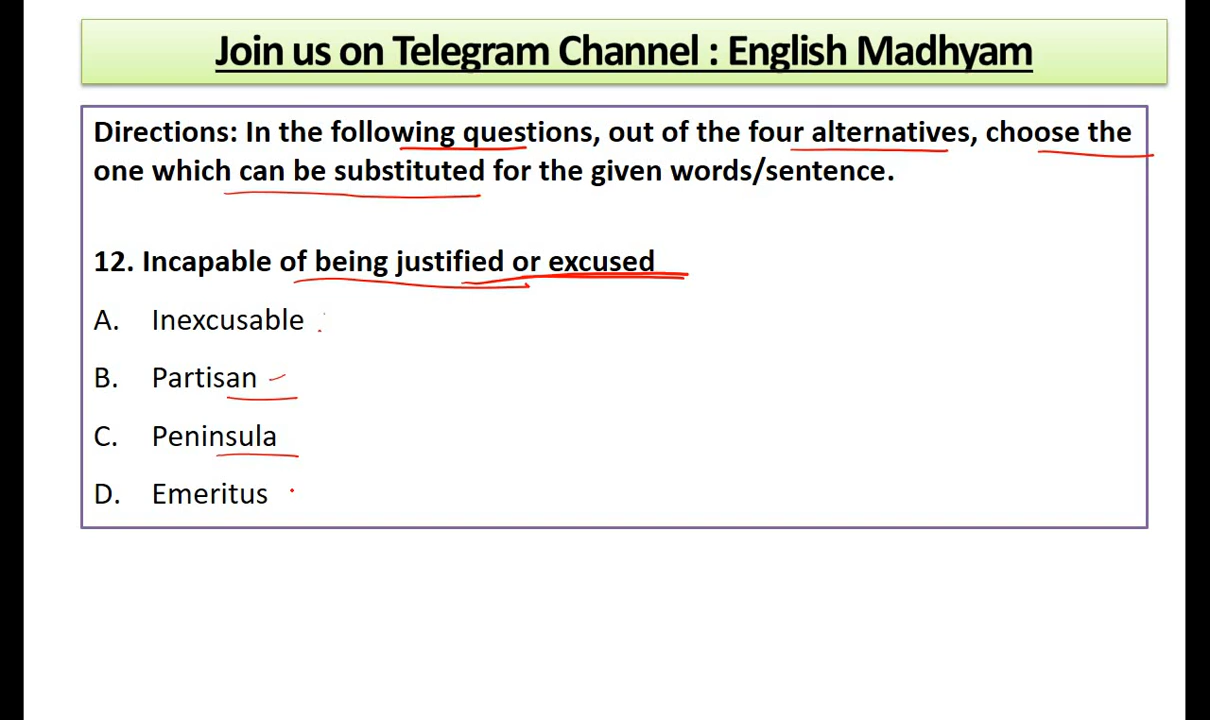 Join us on Telegram Channel : English Madhyam
Directions: In the following questions, out of the four alternatives, choose the
one which can be substituted for the given words/sentence.
12. Incapable of being justified or excused
A. Inexcusable
B. Partisan
C. Peninsula
D. Emeritus